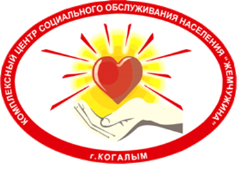 КОМПЛЕКСНЫЙ ЦЕНТР СОЦИАЛЬНОГО ОБСЛУЖИВАНИЯ НАСЕЛЕНИЯ "ЖЕМЧУЖИНА"
г.КОГАЛЫМ